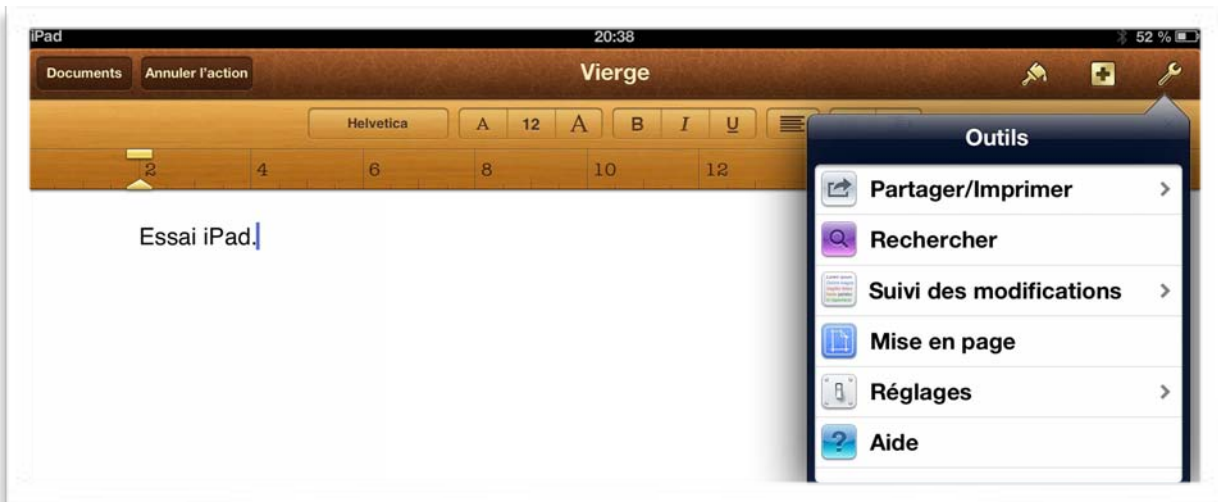 iPad 20:38 52 %
Documents Annuler l'action Vierge
Helvetica A 12 A B I U
2 4 6 8 10 12
Essai iPad.
Outils
Partager/Imprimer
Rechercher
Suivi des modifications
Mise en page
Réglages
? Aide